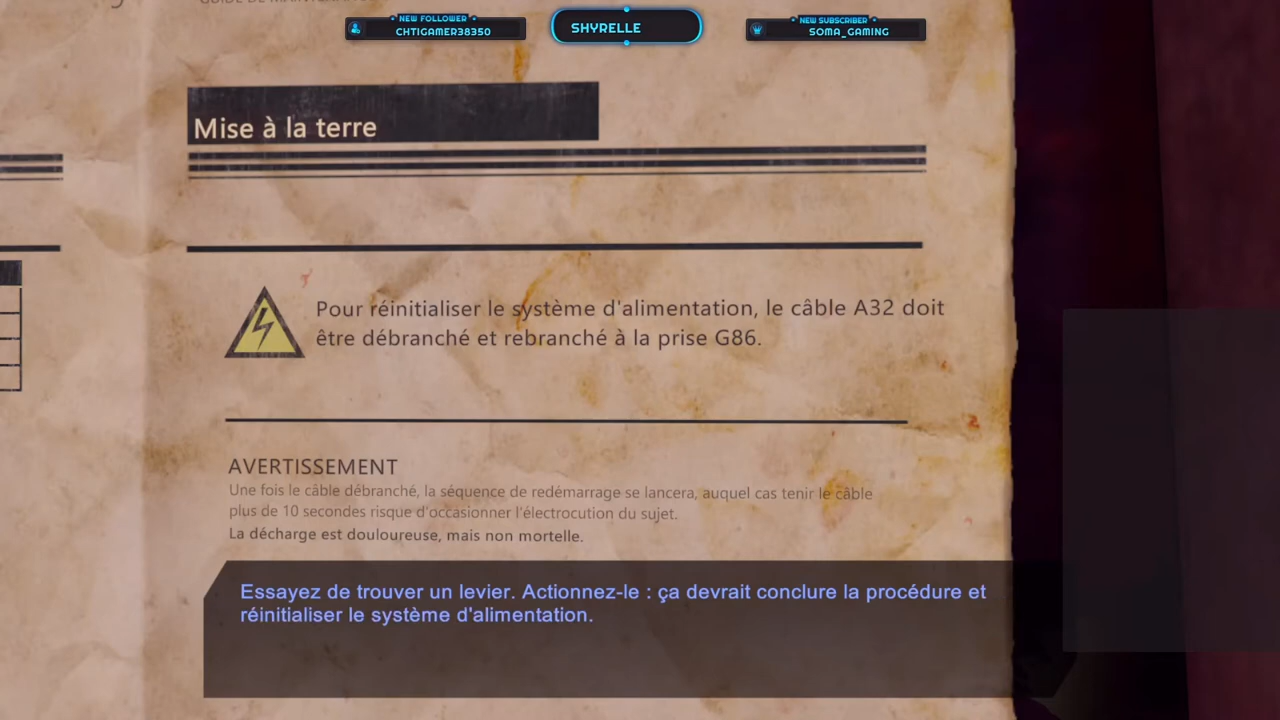 GUIDE DE MAINTENANCE
NEW FOLLOWER
CHTIGAMER38350
SHYRELLE
NEW SUBSCRIBER
SOMA_GAMING
Mise à la terre
Pour réinitialiser le système d'alimentation, le câble A32 doit
être débranché et rebranché à la prise G86.
AVERTISSEMENT
Une fois le câble débranché, la séquence de redémarrage se lancera, auquel cas tenir le câble
plus de 10 secondes risque d'occasionner l'électrocution du sujet.
La décharge est douloureuse, mais non mortelle.
Essayez de trouver un levier. Actionnez-le : ça devrait conclure la procédure et
réinitialiser le système d'alimentation.